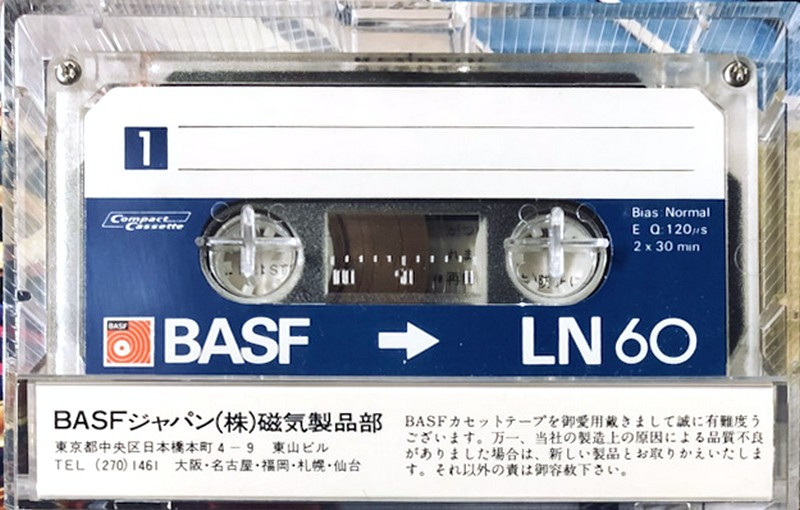 1
Compact
Cassette
Bias: Normal
E Q:120µs
2 x 30 min
BASF
BASF
LN 60
BASFジャパン(株)磁気製品部
東京都中央区日本橋本町4-9 東山ビル
TEL (270)1461 大阪・名古屋・福岡・札幌・仙台
BASFカセットテープを御愛用戴きまして誠に有難度う
ございます。万一、当社の製造上の原因による品質不良
がありました場合は、新しい製品とお取りかえいたしま
す。それ以外の責は御容赦下さい。